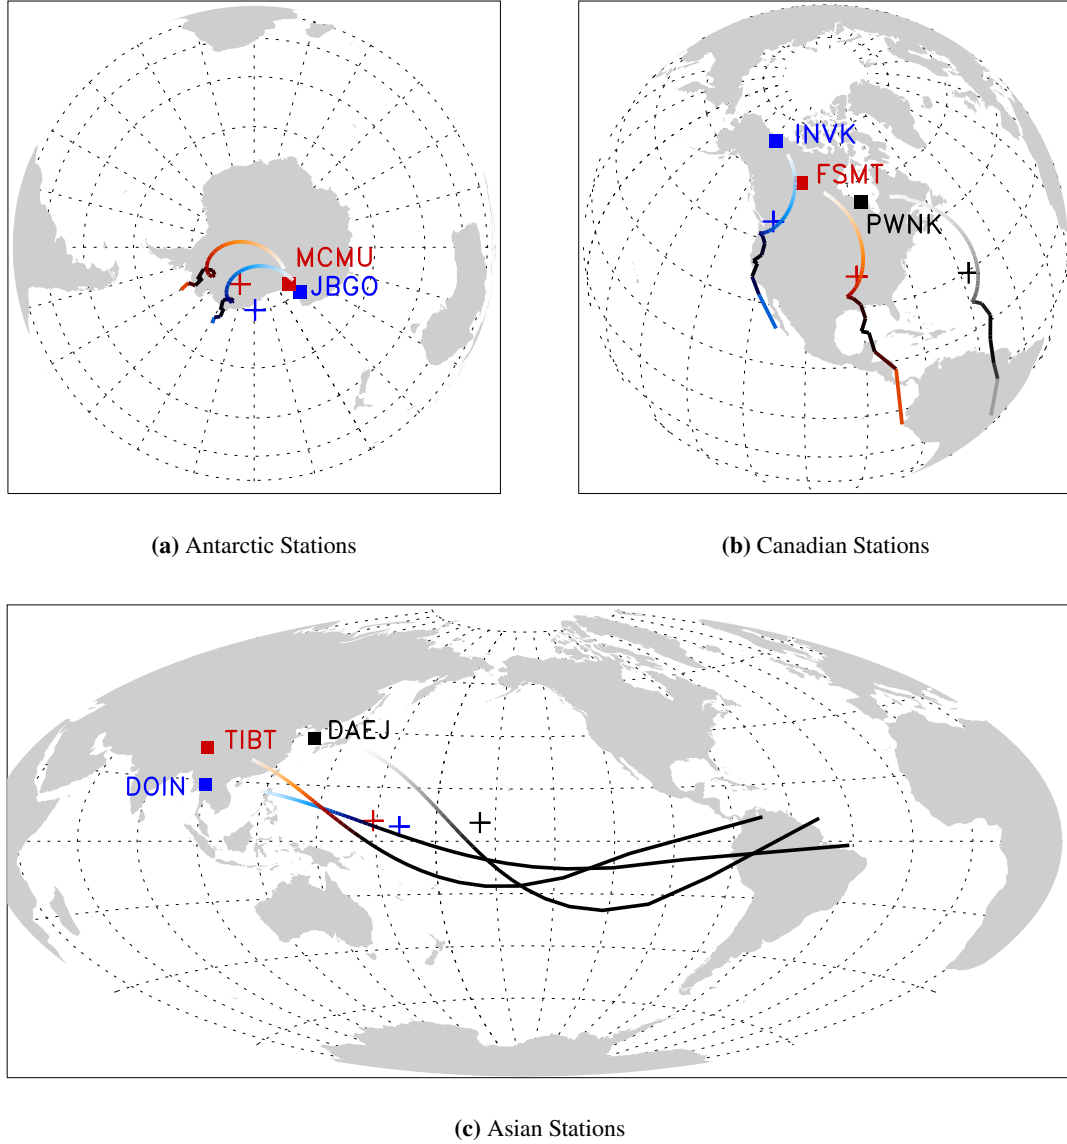 MCMU
JBGO
(a) Antarctic Stations
INVK
FSMT
PWNK
(b) Canadian Stations
DAEJ
TIBT
DOIN
(c) Asian Stations